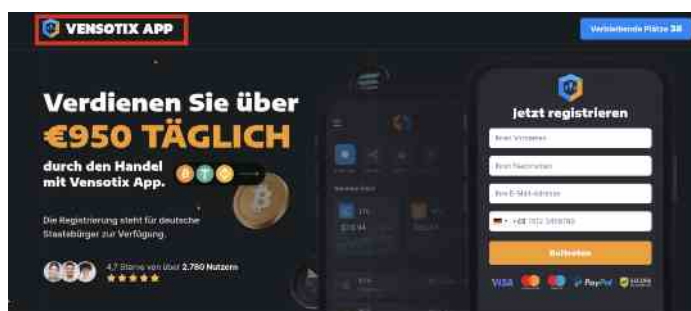 VENSOTIX APP
Verbleibende Plätze 38
Verdienen Sie über
€950 TÄGLICH
durch den Handel
mit Vensotix App.
Die Registrierung steht für deutsche
Staatsbürger zur Verfügung.
4,7 Sterne von über 2.780 Nutzern
Jetzt registrieren
Ihren Vornamen
Ihren Nachnamen
Ihre E-Mail-Adresse
Beitreten
VISA
PayPal